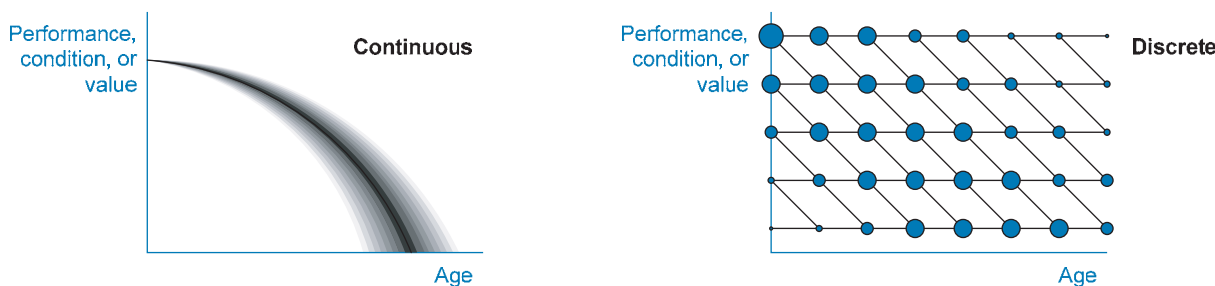 Performance,
condition, or
value
Continuous
Age
Performance,
condition, or
value
Discrete
Age